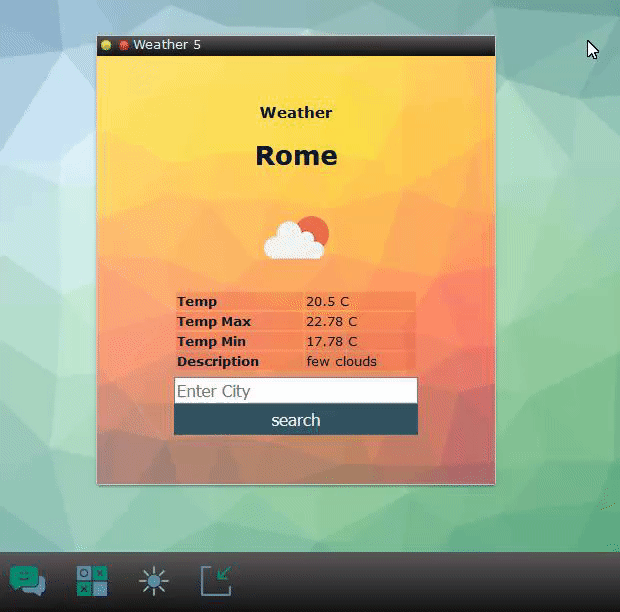 Weather 5
Weather
Rome
Temp 20.5 C
Temp Max 22.78 C
Temp Min 17.78 C
Description few clouds
Enter City
search